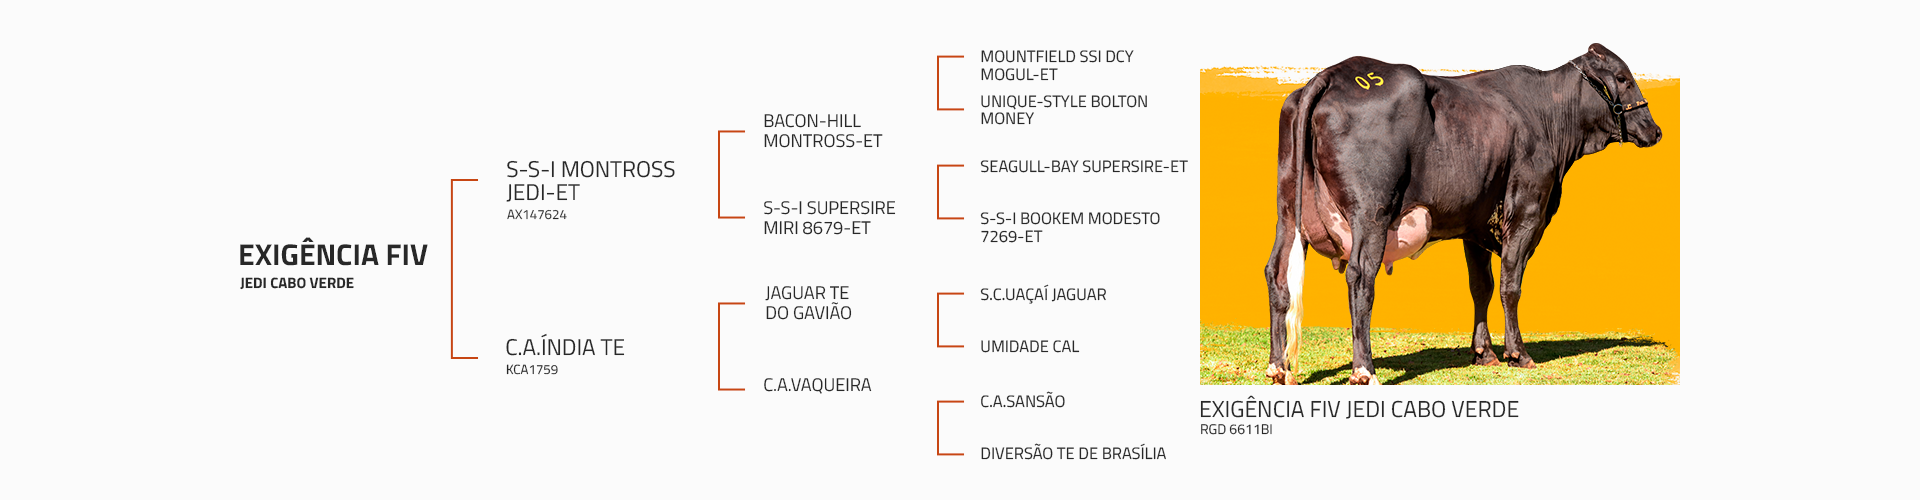 EXIGÊNCIA FIV
JEDI CABO VERDE
S-S-I MONTROSS
JEDI-ET
AX147624
C.A.ÍNDIA TE
KCA1759
BACON-HILL
MONTROSS-ET
S-S-I SUPERSIRE
MIRI 8679-ET
JAGUAR TE
DO GAVIÃO
C.A.VAQUEIRA
MOUNTFIELD SSI DCY
MOGUL-ET
UNIQUE-STYLE BOLTON
MONEY
SEAGULL-BAY SUPERSIRE-ET
S-S-I BOOKEM MODESTO
7269-ET
S.C.UAÇAÍ JAGUAR
UMIDADE CAL
C.A.SANSÃO
DIVERSÃO TE DE BRASÍLIA
05
EXIGÊNCIA FIV JEDI CABO VERDE
RGD 6611BI